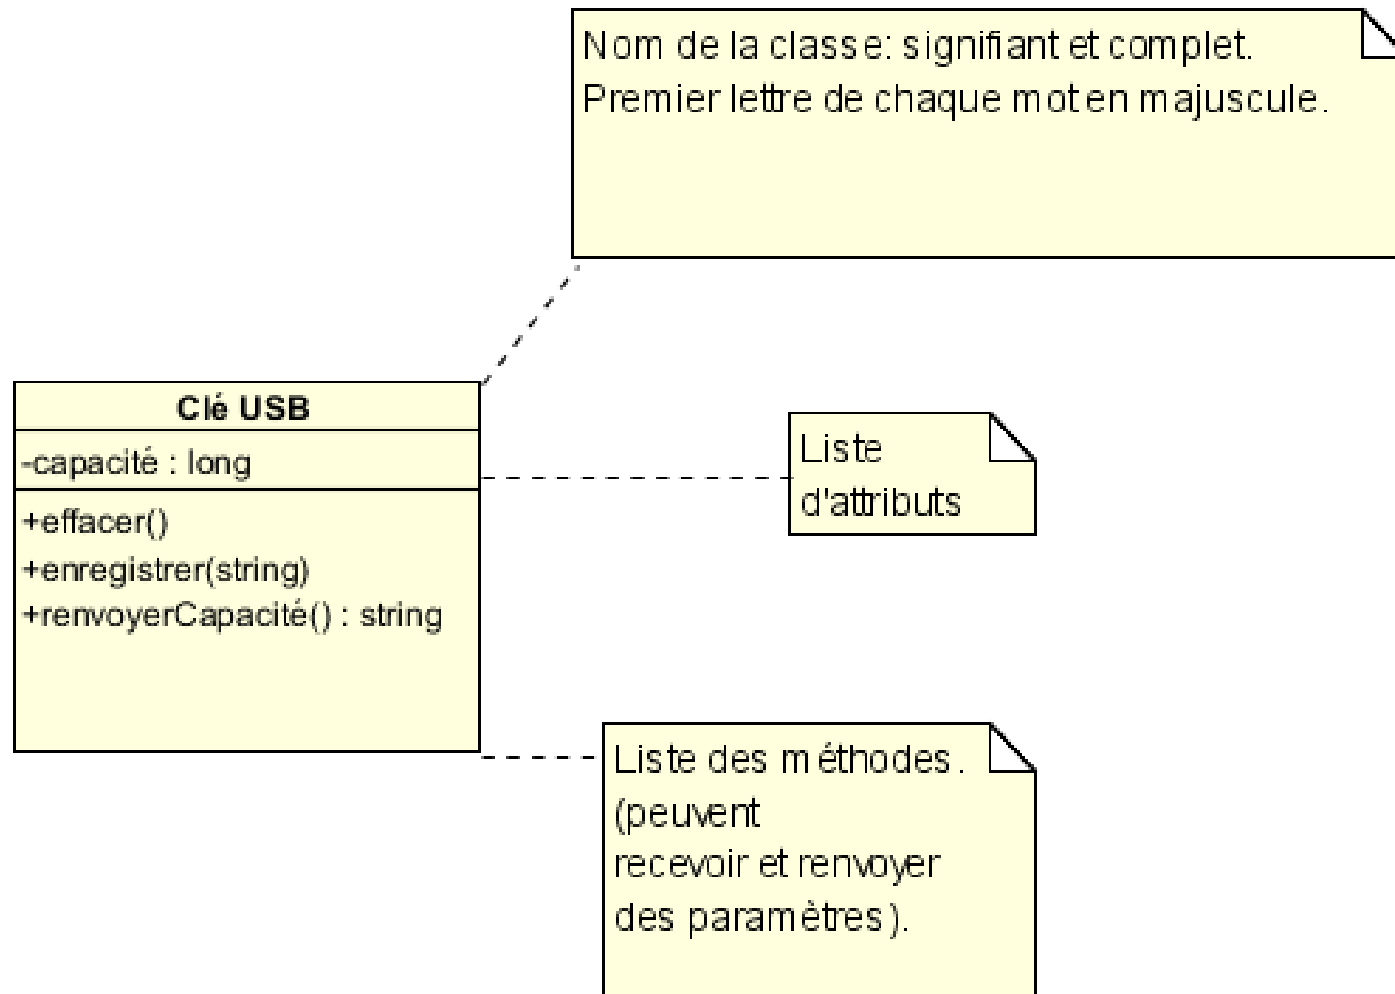 Nom de la classe: signifiant et complet.
Premier lettre de chaque mot en majuscule.
Clé USB
-capacité : long
+effacer()
+enregistrer(string)
+renvoyerCapacité() : string
Liste
d'attributs
Liste des méthodes.
(peuvent
recevoir et renvoyer
des paramètres).